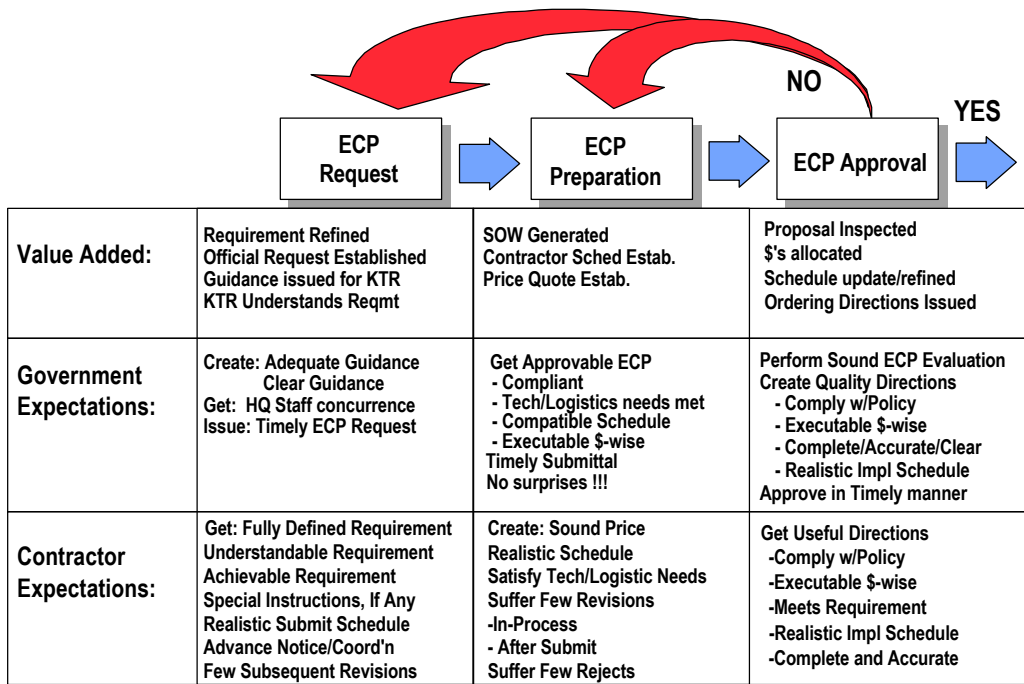 NO
YES
ECP
Request
ECP
Preparation
ECP Approval
Value Added:
Requirement Refined
Official Request Established
Guidance issued for KTR
KTR Understands Reqmt
SOW Generated
Contractor Sched Estab.
Price Quote Estab.
Proposal Inspected
$'s allocated
Schedule update/refined
Ordering Directions Issued
Government
Expectations:
Create: Adequate Guidance
Clear Guidance
Get: HQ Staff concurrence
Issue: Timely ECP Request
Get Approvable ECP
- Compliant
- Tech/Logistics needs met
- Compatible Schedule
- Executable $-wise
Timely Submittal
No surprises !!!
Perform Sound ECP Evaluation
Create Quality Directions
- Comply w/Policy
- Executable $-wise
- Complete/Accurate/Clear
- Realistic Impl Schedule
Approve in Timely manner
Contractor
Expectations:
Get: Fully Defined Requirement
Understandable Requirement
Achievable Requirement
Special Instructions, If Any
Realistic Submit Schedule
Advance Notice/Coord'n
Few Subsequent Revisions
Create: Sound Price
Realistic Schedule
Satisfy Tech/Logistic Needs
Suffer Few Revisions
-In-Process
- After Submit
Suffer Few Rejects
Get Useful Directions
-Comply w/Policy
-Executable $-wise
-Meets Requirement
-Realistic Impl Schedule
-Complete and Accurate